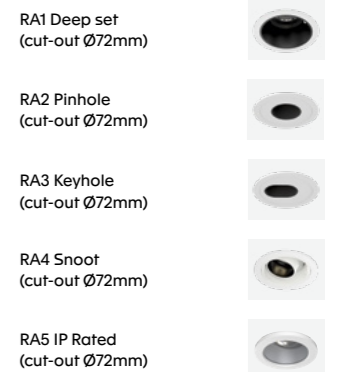 RA1 Deep set
(cut-out Ø72mm)
RA2 Pinhole
(cut-out Ø72mm)
RA3 Keyhole
(cut-out Ø72mm)
RA4 Snoot
(cut-out Ø72mm)
RA5 IP Rated
(cut-out Ø72mm)